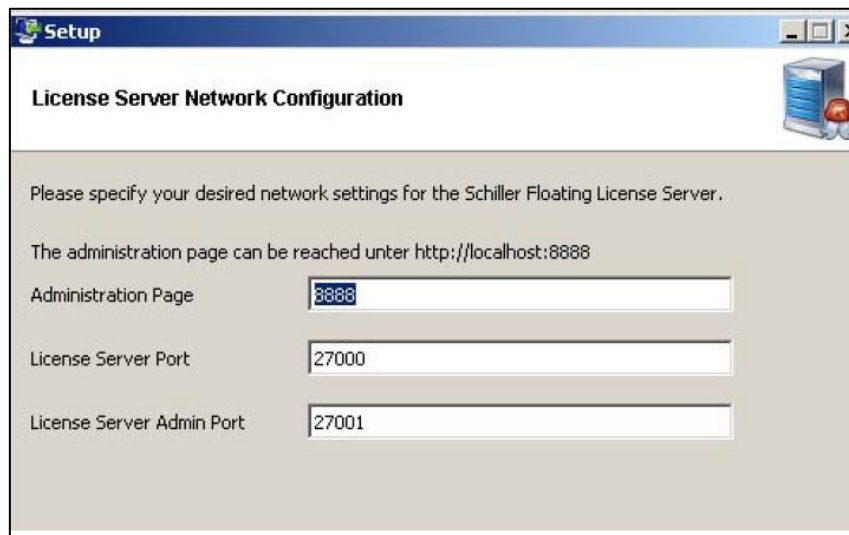 Setup
License Server Network Configuration
Please specify your desired network settings for the Schiller Floating License Server.
The administration page can be reached unter http://localhost:8888
Administration Page
8888
License Server Port
27000
License Server Admin Port
27001